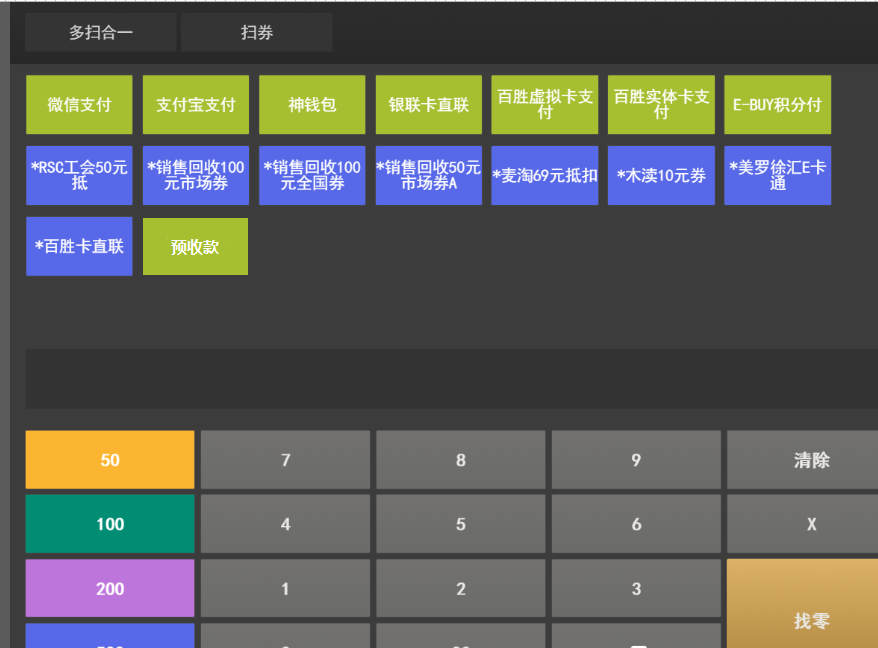 多扫合一 扫券
微信支付 支付宝支付 神钱包 银联卡直联 百胜虚拟卡支付 百胜实体卡支付 E-BUY积分付
*RSC工会50元抵 *销售回收100元市场券 *销售回收100元全国券 *销售回收50元市场券A *麦淘69元抵扣 *木渎10元券 *美罗徐汇E卡通
*百胜卡直联 预收款
50 7 8 9 清除
100 4 5 6 X
200 1 2 3
找零